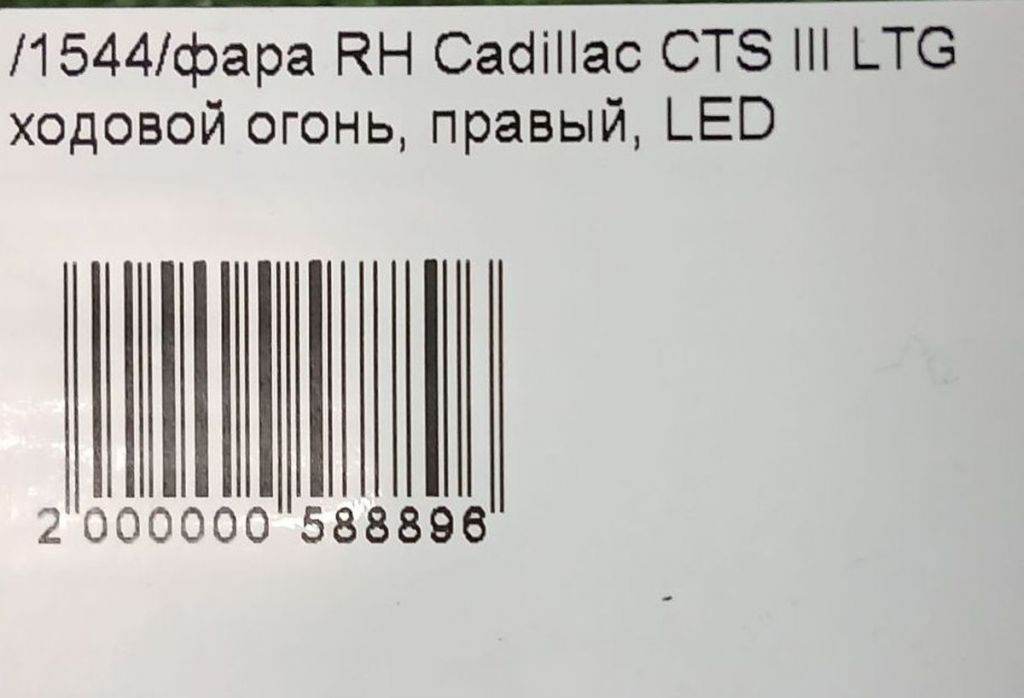 /1544/фара RH Cadillac CTS III LTG
ходовой огонь, правый, LED
2 000000 588896